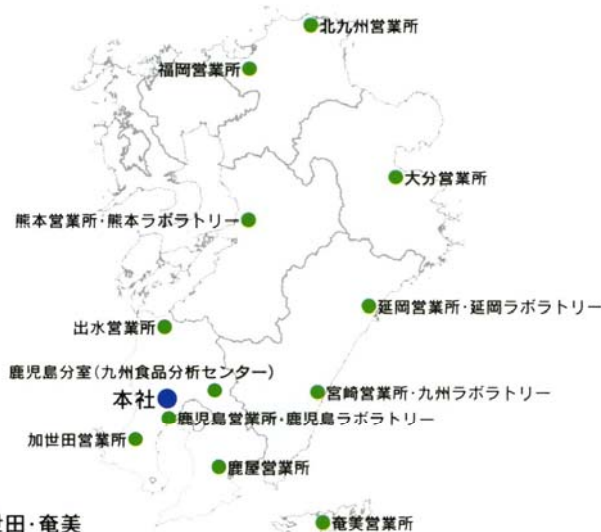 北九州営業所
福岡営業所
大分営業所
熊本営業所・熊本ラボラトリー
延岡営業所・延岡ラボラトリー
出水営業所
鹿児島分室(九州食品分析センター)
宮崎営業所・九州ラボラトリー
本社
鹿児島営業所・鹿児島ラボラトリー
加世田営業所
鹿屋営業所
世田・奄美
奄美営業所